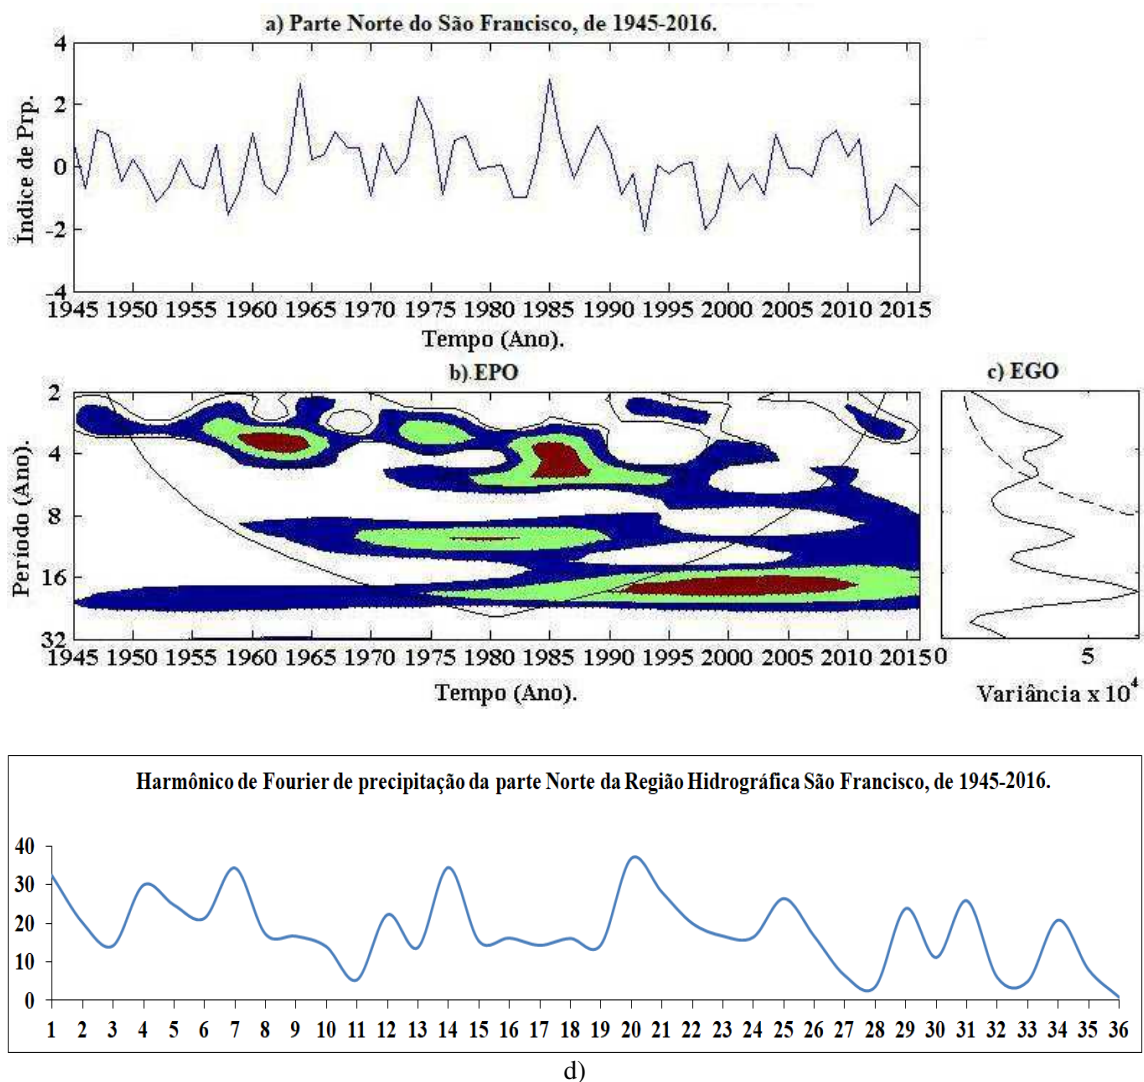 a) Parte Norte do São Francisco, de 1945-2016.
4
2
0
-2
-4
Índice de Prp.
1945 1950 1955 1960 1965 1970 1975 1980 1985 1990 1995 2000 2005 2010 2015
Tempo (Ano).
b).EPO
c) EGO
2
4
8
16
32
Período (Ano).
1945 1950 1955 1960 1965 1970 1975 1980 1985 1990 1995 2000 2005 2010 2015
0 5
Tempo (Ano).
Variância x 10^4
Harmônico de Fourier de precipitação da parte Norte da Região Hidrográfica São Francisco, de 1945-2016.
40
30
20
10
0
1 2 3 4 5 6 7 8 9 10 11 12 13 14 15 16 17 18 19 20 21 22 23 24 25 26 27 28 29 30 31 32 33 34 35 36
d)